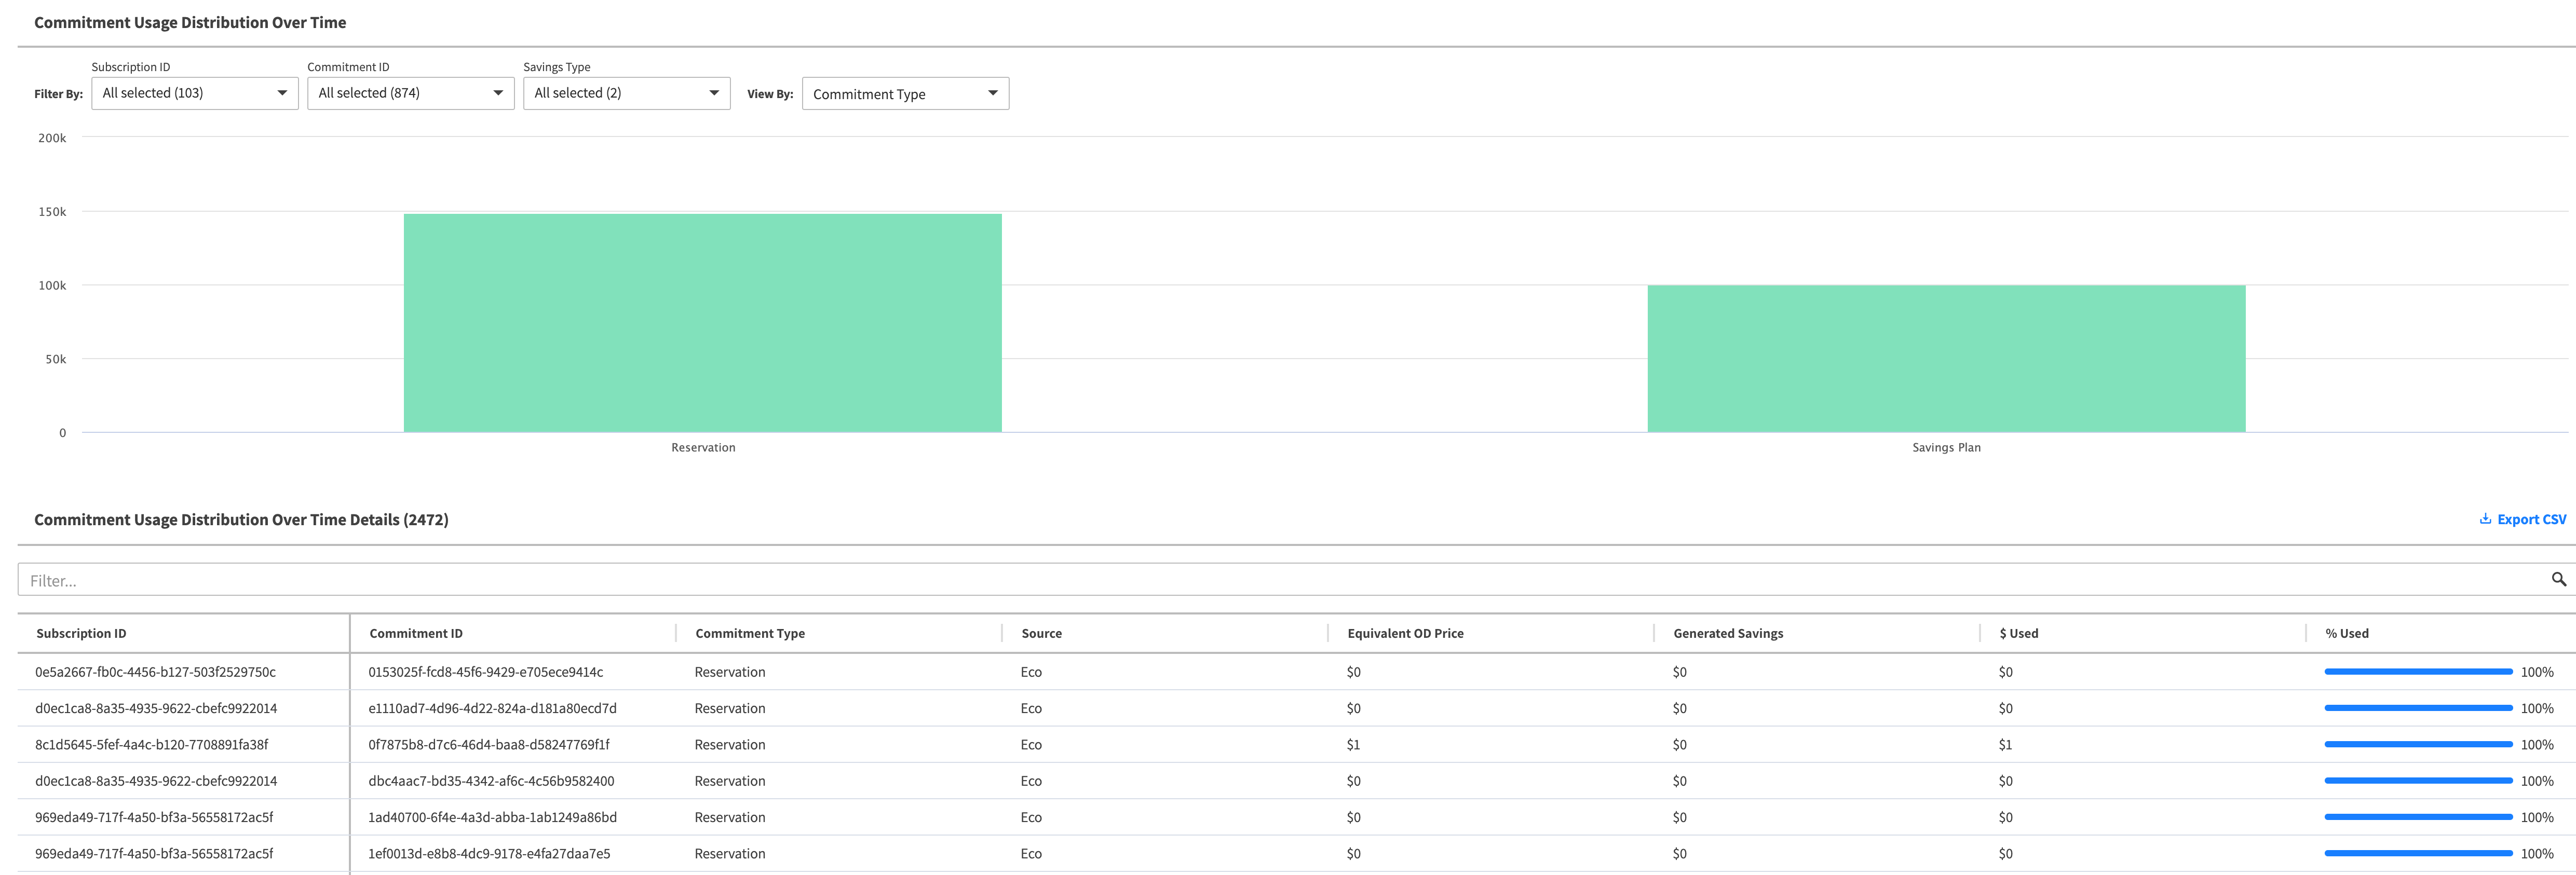 Commitment Usage Distribution Over Time
Subscription ID Commitment ID Savings Type
Filter By: All selected (103) All selected (874) All selected (2) View By: Commitment Type
200k
150k
100k
50k
0
Reservation Savings Plan
Commitment Usage Distribution Over Time Details (2472) Export CSV
Filter...
Subscription ID Commitment ID Commitment Type Source Equivalent OD Price Generated Savings $ Used % Used
0e5a2667-fb0c-4456-b127-503f2529750c 0153025f-fcd8-45f6-9429-e705ece9414c Reservation Eco $0 $0 $0 100%
d0ec1ca8-8a35-4935-9622-cbefc9922014 e1110ad7-4d96-4d22-824a-d181a80ecd7d Reservation Eco $0 $0 $0 100%
8c1d5645-5fef-4a4c-b120-7708891fa38f 0f7875b8-d7c6-46d4-baa8-d58247769f1f Reservation Eco $1 $0 $1 100%
d0ec1ca8-8a35-4935-9622-cbefc9922014 dbc4aac7-bd35-4342-af6c-4c56b9582400 Reservation Eco $0 $0 $0 100%
969eda49-717f-4a50-bf3a-56558172ac5f 1ad40700-6f4e-4a3d-abba-1ab1249a86bd Reservation Eco $0 $0 $0 100%
969eda49-717f-4a50-bf3a-56558172ac5f 1ef0013d-e8b8-4dc9-9178-e4fa27daa7e5 Reservation Eco $0 $0 $0 100%